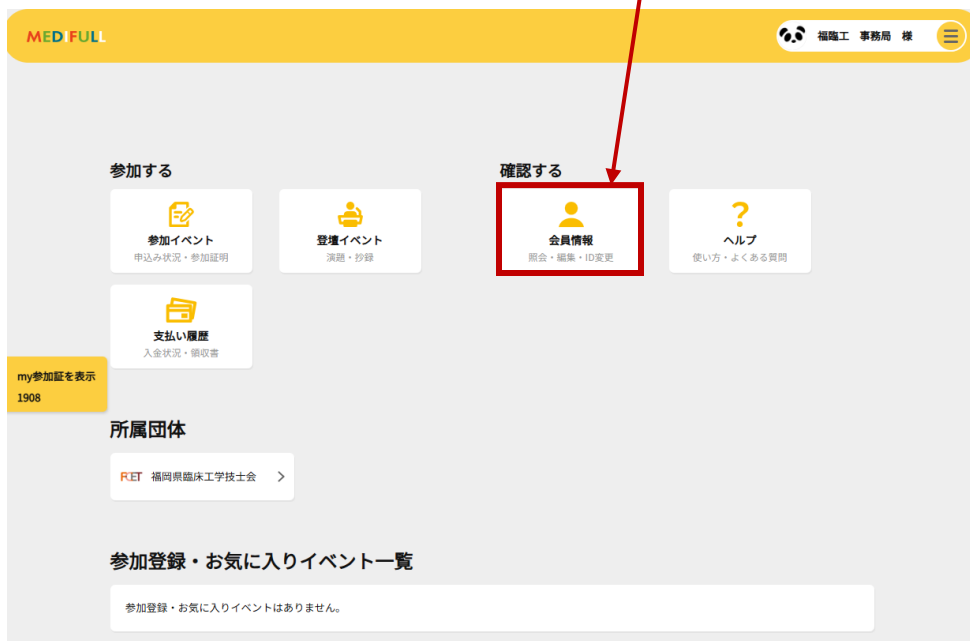 MEDIFULL
福臨工 事務局 様
参加する
確認する
参加イベント
申込み状況・参加証明
登壇イベント
演題・抄録
会員情報
照会・編集・ID変更
ヘルプ
使い方・よくある質問
支払い履歴
入金状況・領収書
my参加証を表示
1908
所属団体
FCET 福岡県臨床工学技士会
参加登録・お気に入りイベント一覧
参加登録・お気に入りイベントはありません。